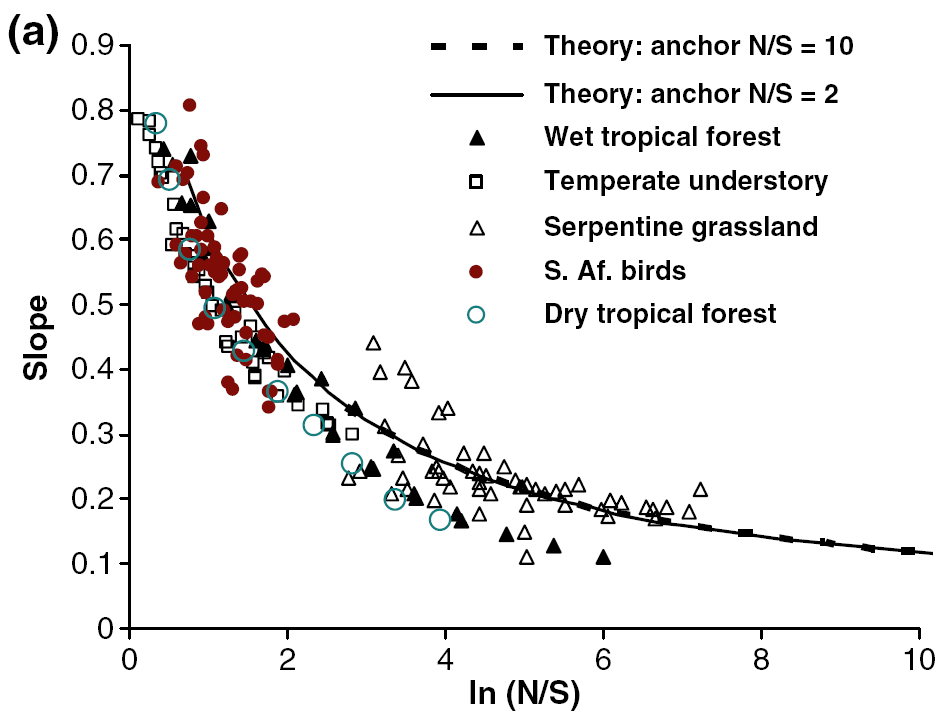 (a)
0.9
0.8
0.7
0.6
0.5
0.4
0.3
0.2
0.1
0
Slope
Theory: anchor N/S = 10
Theory: anchor N/S = 2
Wet tropical forest
Temperate understory
Serpentine grassland
S. Af. birds
Dry tropical forest
0 2 4 6 8 10
ln (N/S)